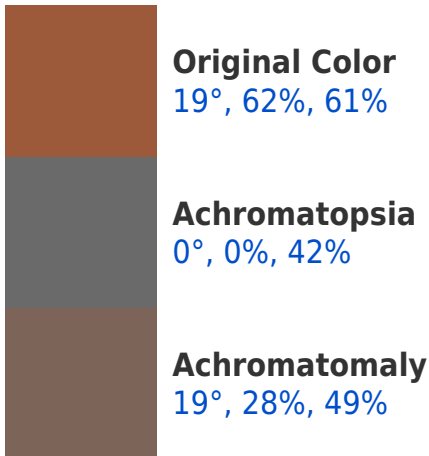 Original Color
19°, 62%, 61%
Achromatopsia
0°, 0%, 42%
Achromatomaly
19°, 28%, 49%